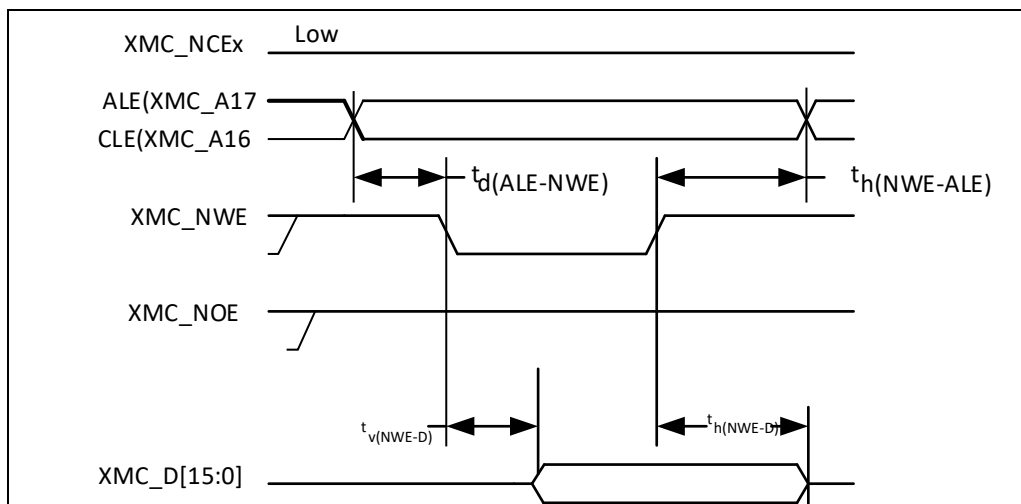 XMC_NCEx
Low
ALE(XMC_A17
CLE(XMC_A16
td(ALE-NWE)
th(NWE-ALE)
XMC_NWE
XMC_NOE
tv(NWE-D)
th(NWE-D)
XMC_D[15:0]